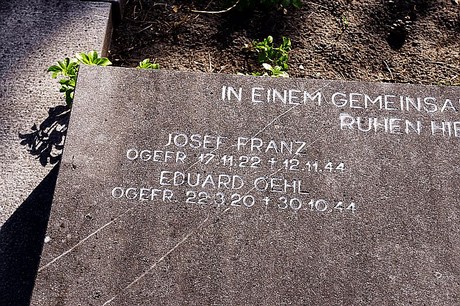 IN EINEM GEMEINSA
RUHEN HI
JOSEF FRANZ
OGEFR. 17.11.22 + 12.11.44
EDUARD OEHL
OGEFR. 22.3.20 + 30.10.44